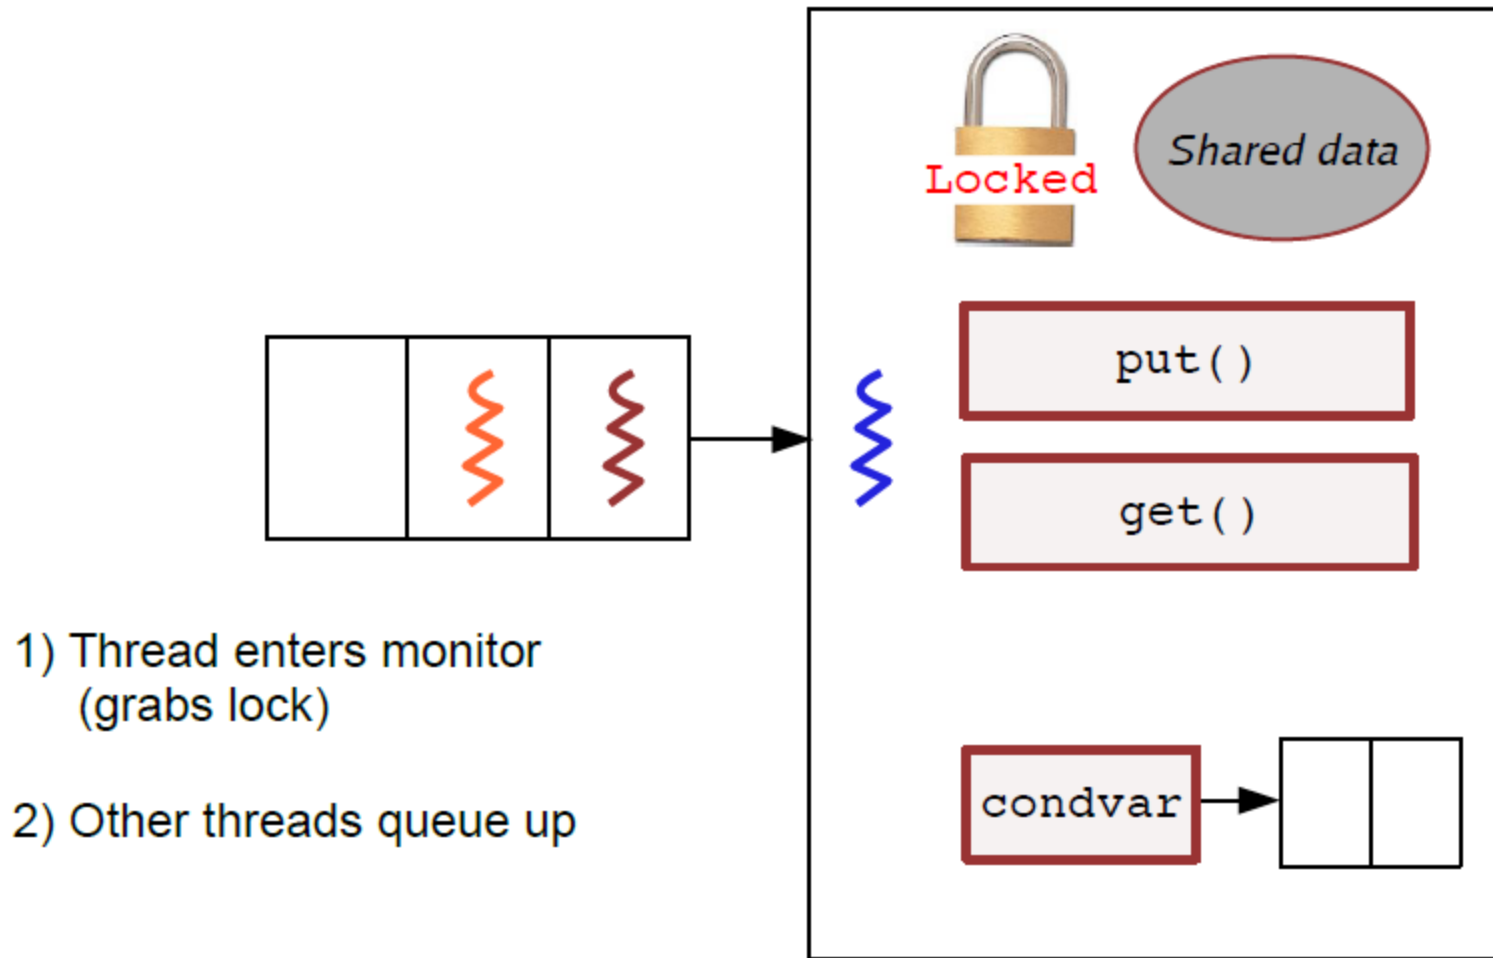 Locked
Shared data
put()
get()
1) Thread enters monitor
(grabs lock)
2) Other threads queue up
condvar